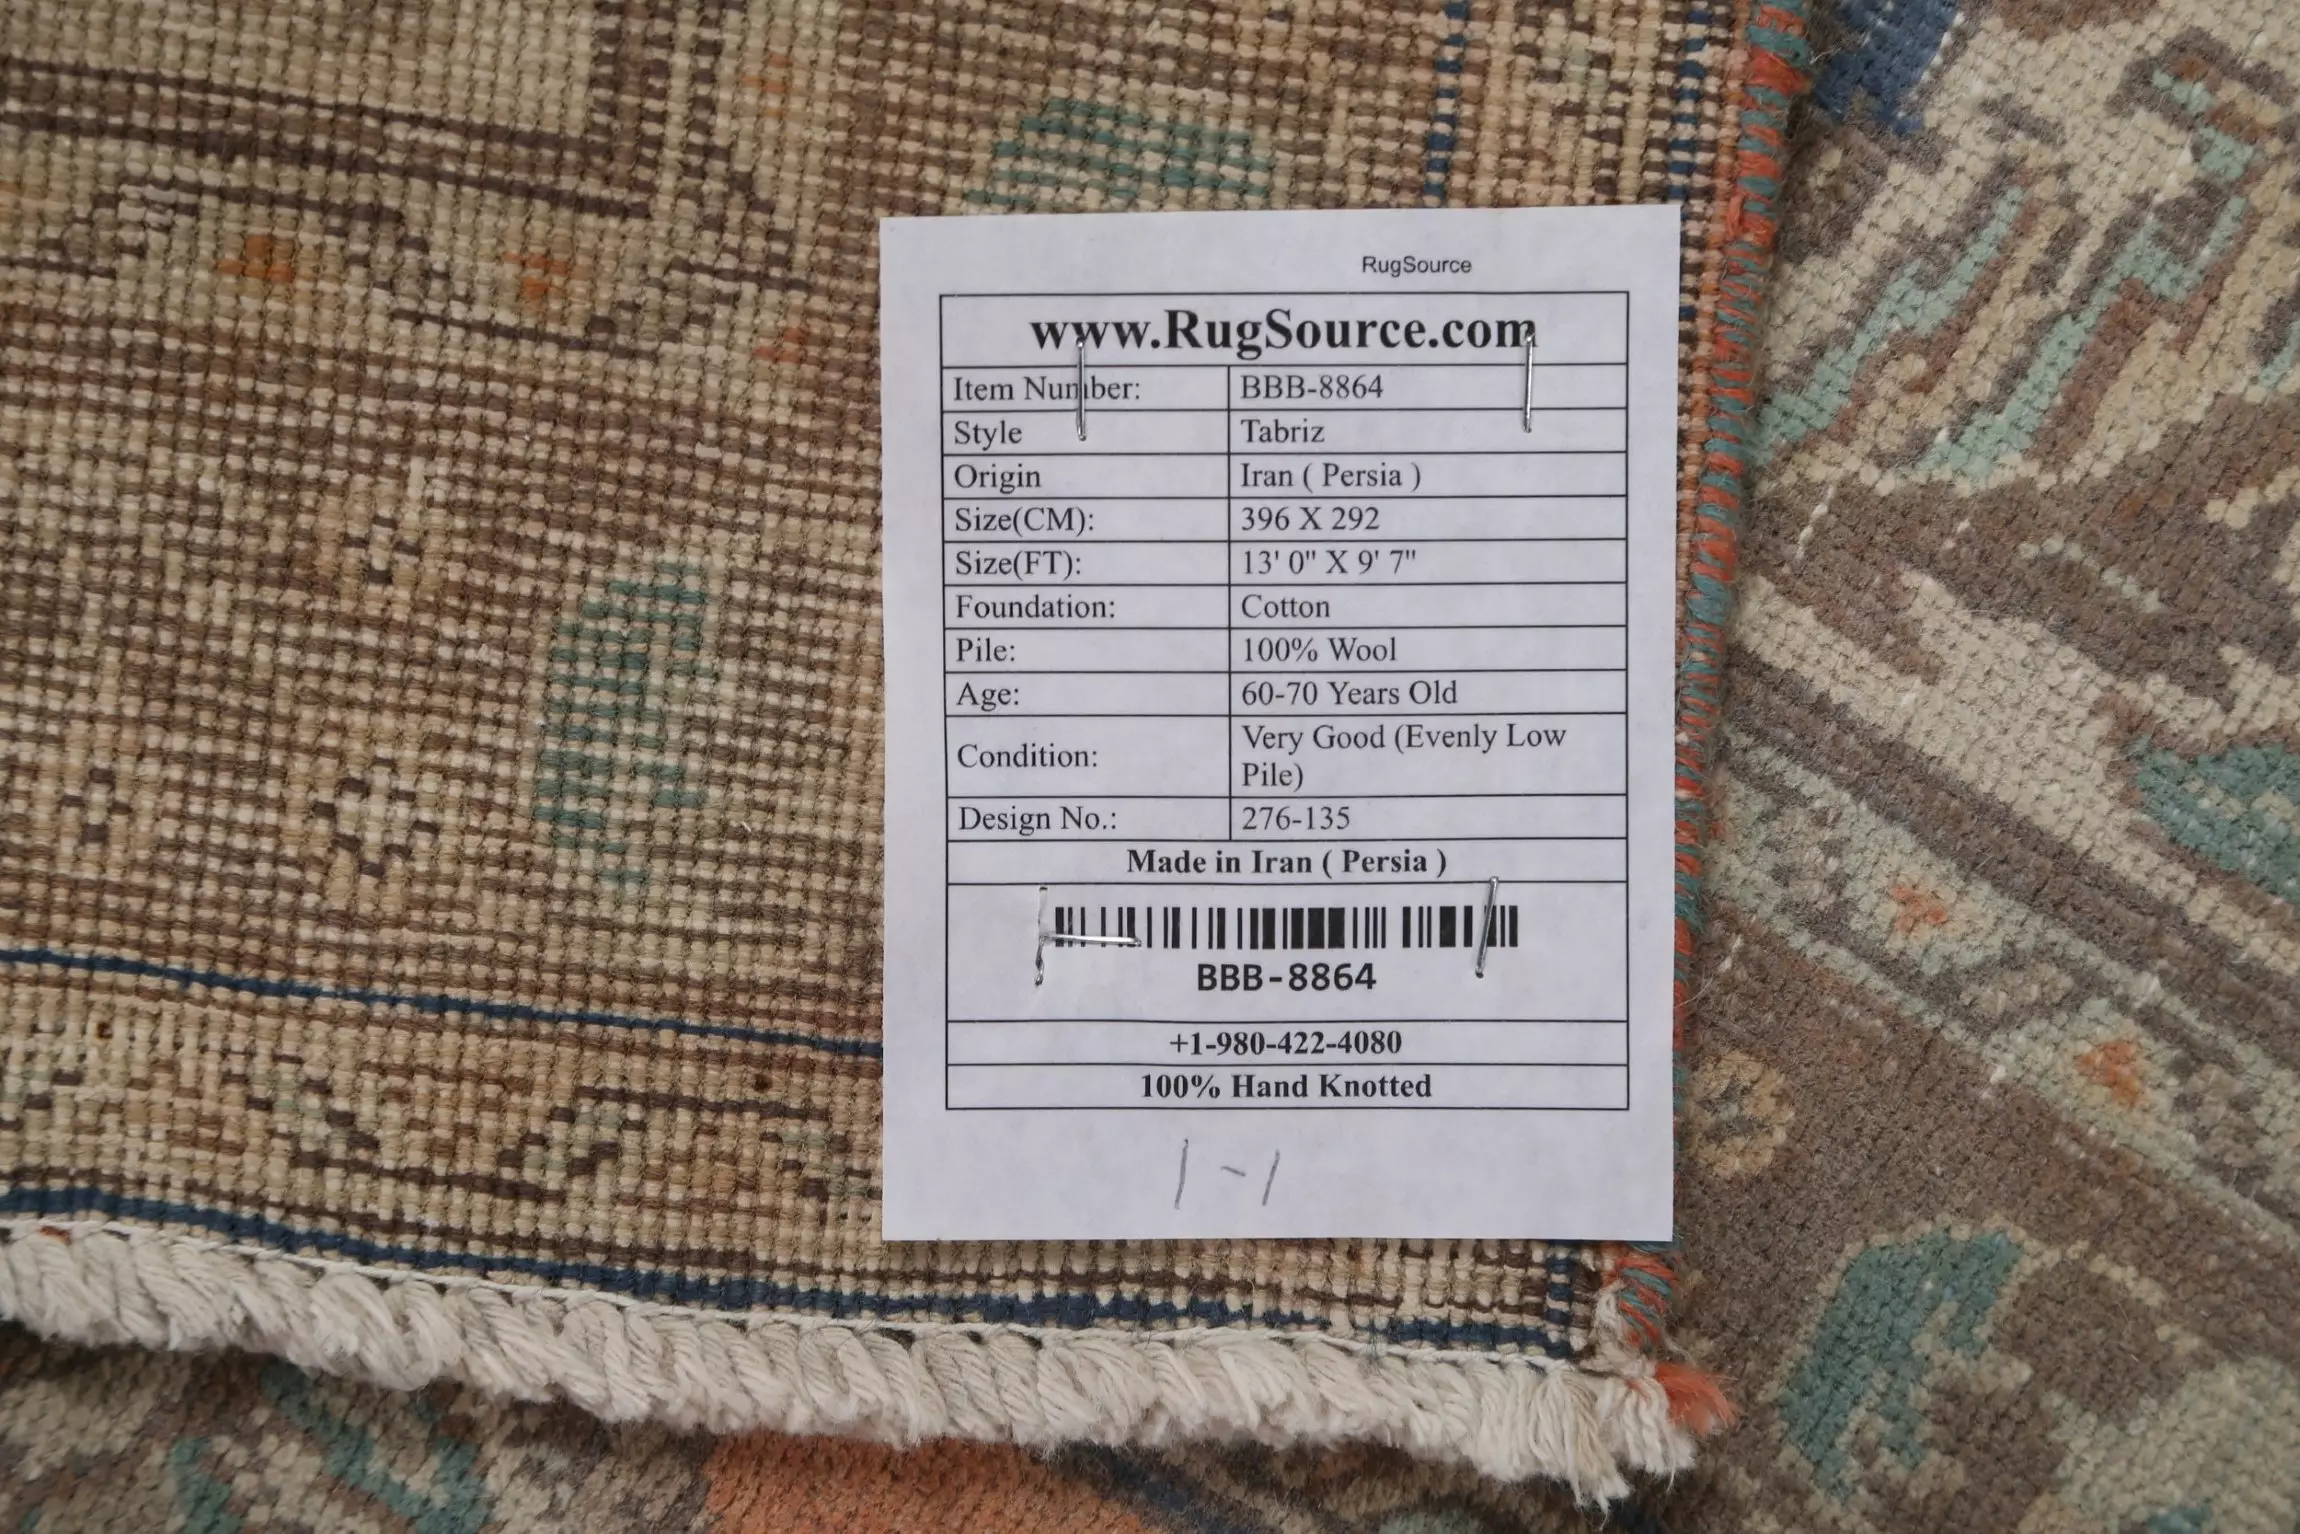 RugSource
www.RugSource.com
Item Number: BBB-8864
Style Tabriz
Origin Iran ( Persia )
Size(CM): 396 X 292
Size(FT): 13' 0" X 9' 7"
Foundation: Cotton
Pile: 100% Wool
Age: 60-70 Years Old
Condition: Very Good (Evenly Low
Pile)
Design No.: 276-135
Made in Iran ( Persia )
BBB-8864
+1-980-422-4080
100% Hand Knotted
1-1